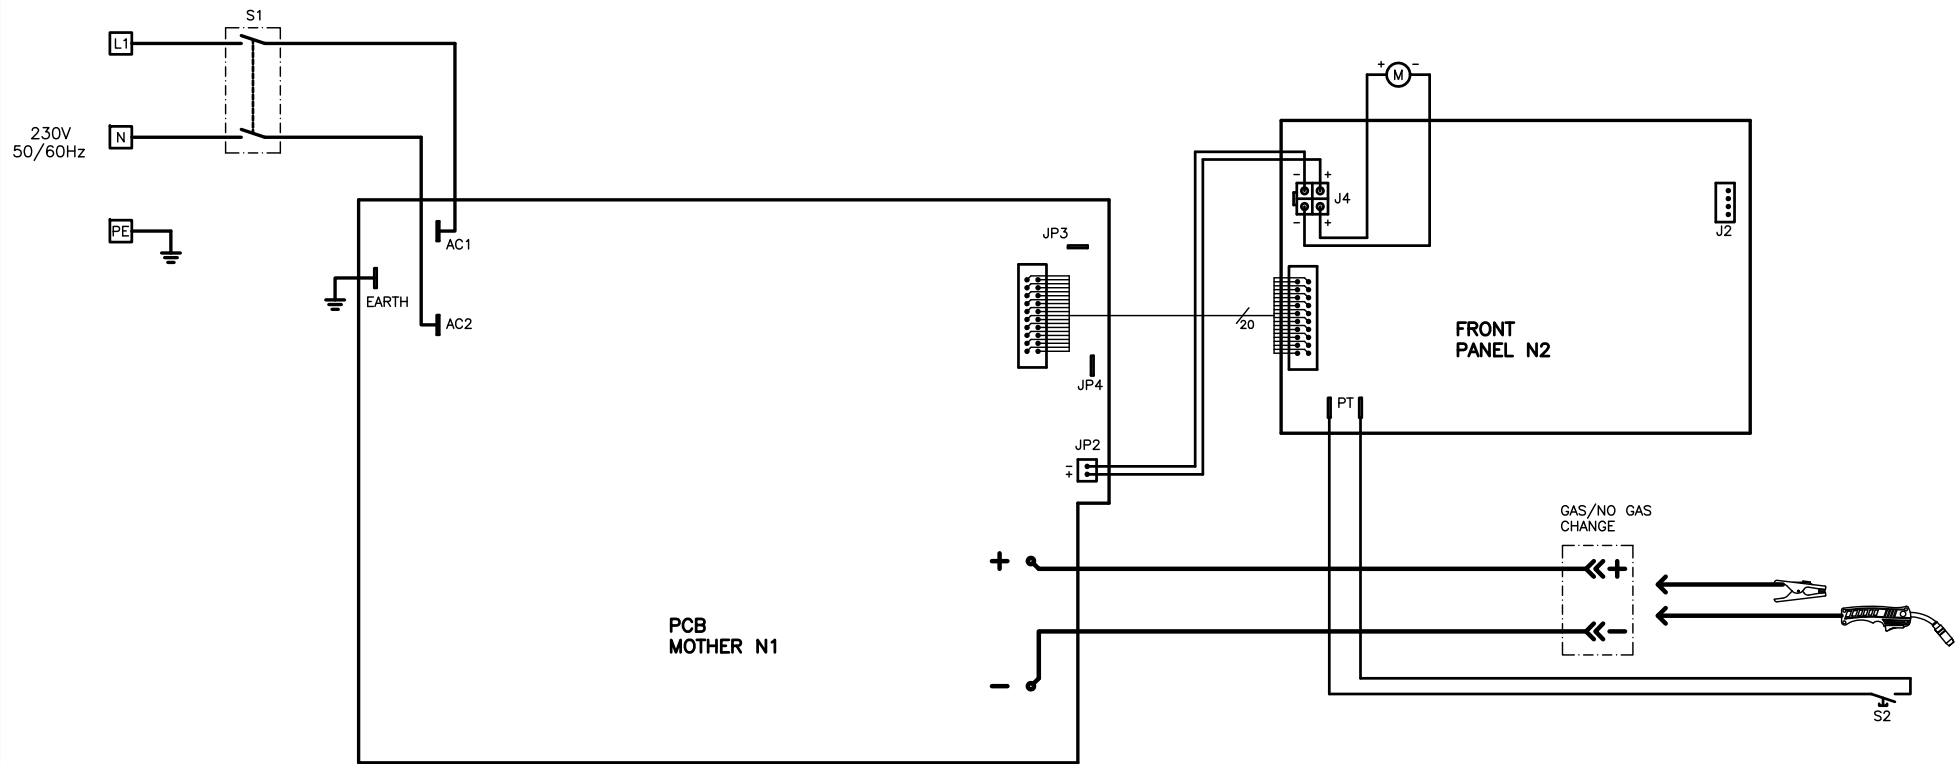 S1
L1
230V
50/60Hz
N
PE
AC1
EARTH
AC2
JP3
20
JP4
JP2
-
+
+
-
PCB
MOTHER N1
+ M -
- +
J4
- +
J2
FRONT
PANEL N2
PT
GAS/NO GAS
CHANGE
+
-
S2